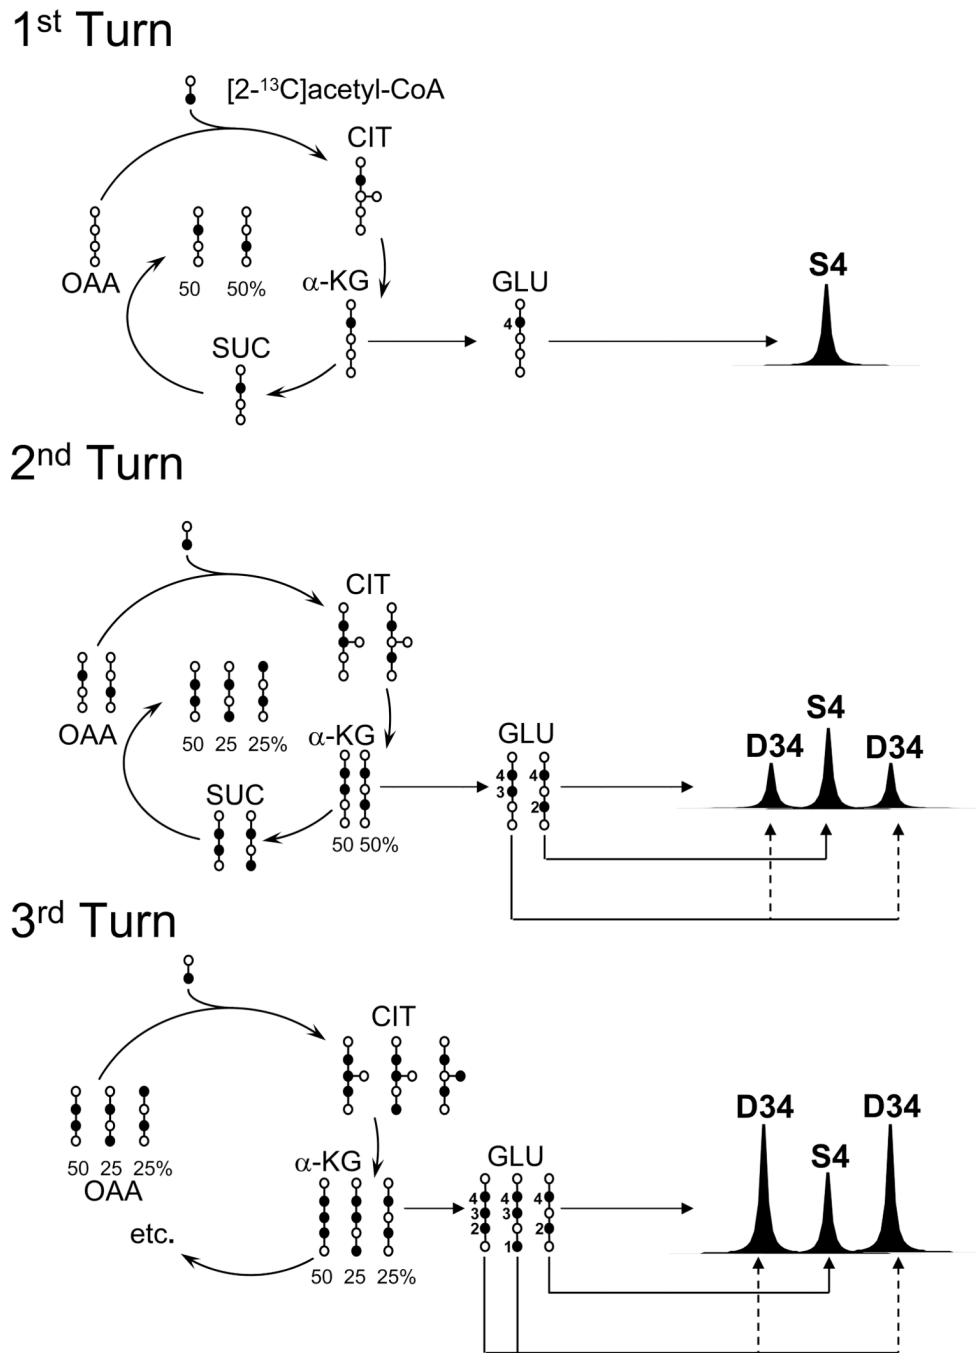 1st Turn
[2-13C]acetyl-CoA
CIT
OAA
50 50%
α-KG
GLU
4
SUC
S4
2nd Turn
CIT
OAA
50 25 25%
α-KG
GLU
4 4
3
2
SUC
50 50%
D34 S4 D34
3rd Turn
CIT
50 25 25%
OAA
etc.
α-KG
50 25 25%
GLU
4 4 4
3 3
2 2
1
D34 S4 D34